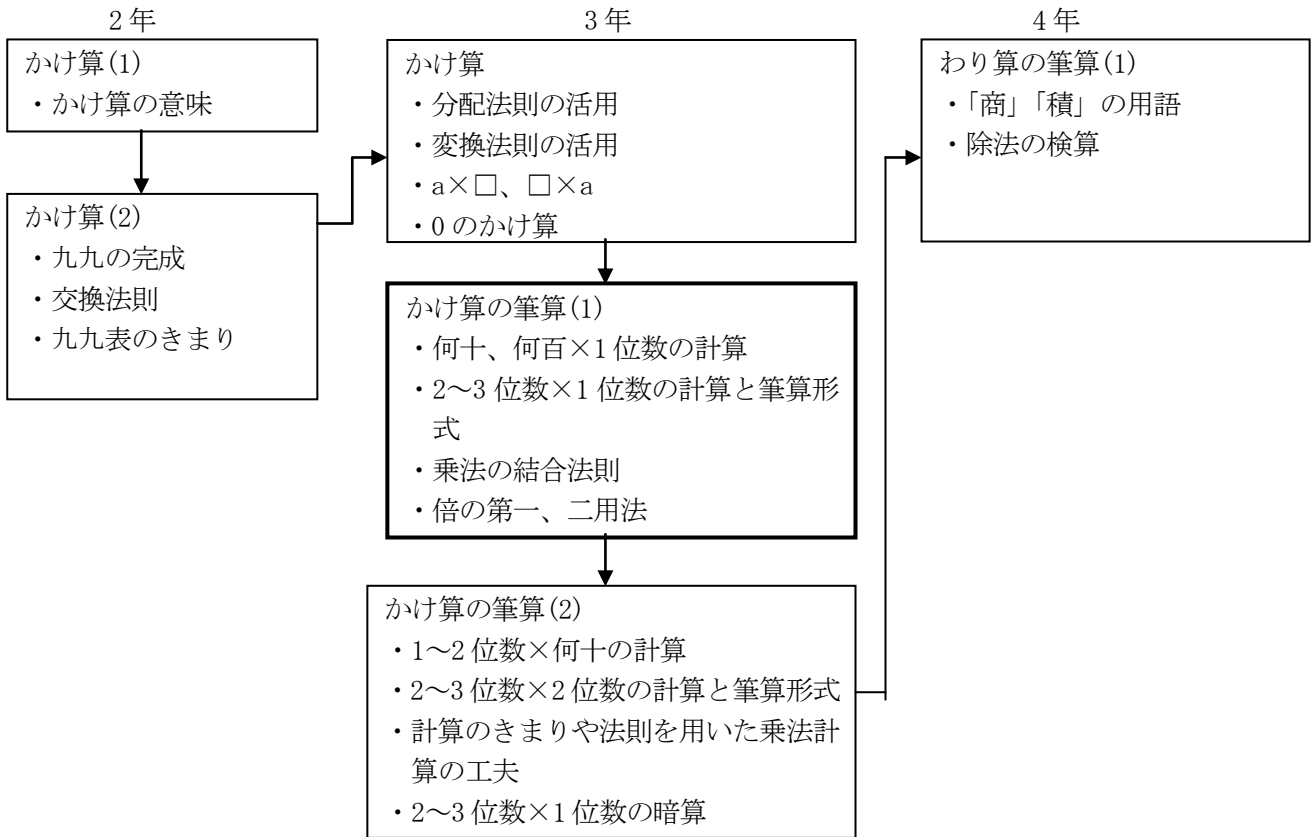 2年
かけ算(1)
・かけ算の意味
かけ算(2)
・九九の完成
・交換法則
・九九表のきまり
3年
かけ算
・分配法則の活用
・変換法則の活用
・a×□、□×a
・0のかけ算
かけ算の筆算(1)
・何十、何百×1位数の計算
・2~3位数×1位数の計算と筆算形
式
・乗法の結合法則
・倍の第一、二用法
かけ算の筆算(2)
・1~2位数×何十の計算
・2~3位数×2位数の計算と筆算形式
・計算のきまりや法則を用いた乗法計
算の工夫
・2~3位数×1位数の暗算
4年
わり算の筆算(1)
・「商」「積」の用語
・除法の検算